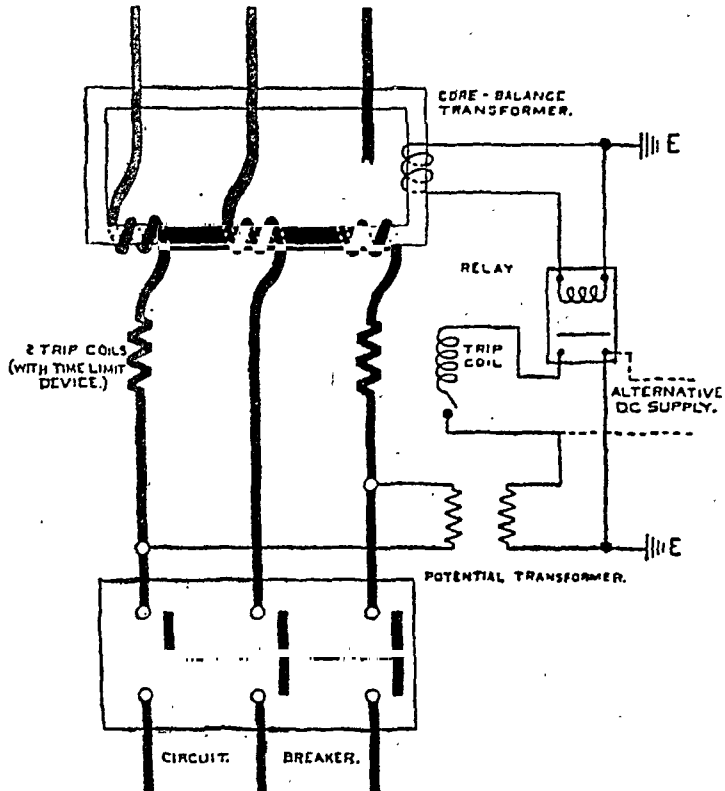 CORE-BALANCE
TRANSFORMER.
E
RELAY
2 TRIP COILS
(WITH TIME LIMIT
DEVICE.)
TRIP
COIL
ALTERNATIVE
D.C SUPPLY.
E
POTENTIAL TRANSFORMER.
CIRCUIT. BREAKER.